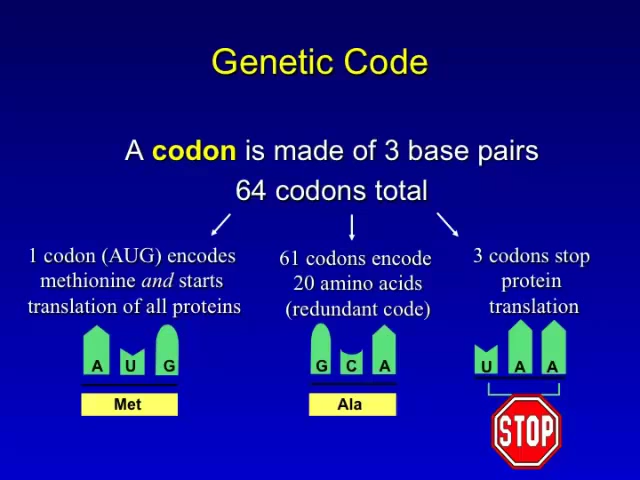 Genetic Code
A codon is made of 3 base pairs
64 codons total
1 codon (AUG) encodes
methionine and starts
translation of all proteins
61 codons encode
20 amino acids
(redundant code)
3 codons stop
protein
translation
A U G
Met
G C A
Ala
U A A
STOP